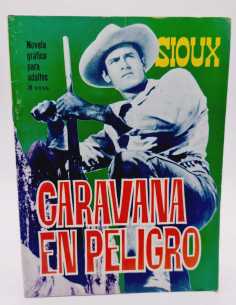 Novela
gráfica
para
adultos
SIOUX
CARAVANA
EN PELIGRO